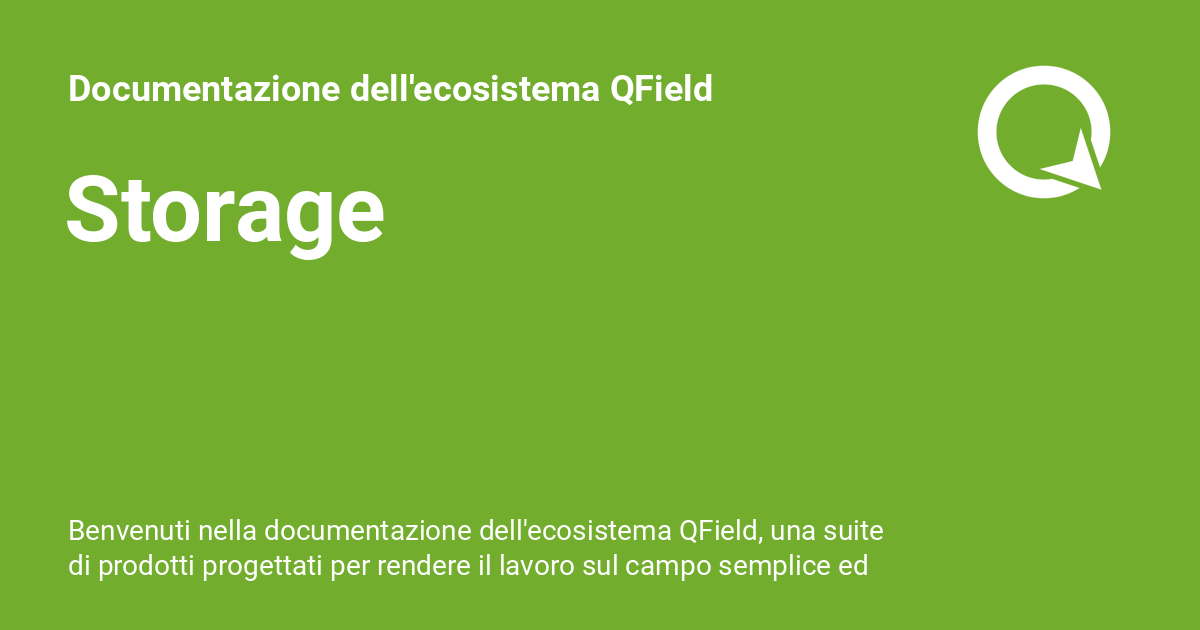 Documentazione dell'ecosistema QField
Storage
Benvenuti nella documentazione dell'ecosistema QField, una suite
di prodotti progettati per rendere il lavoro sul campo semplice ed